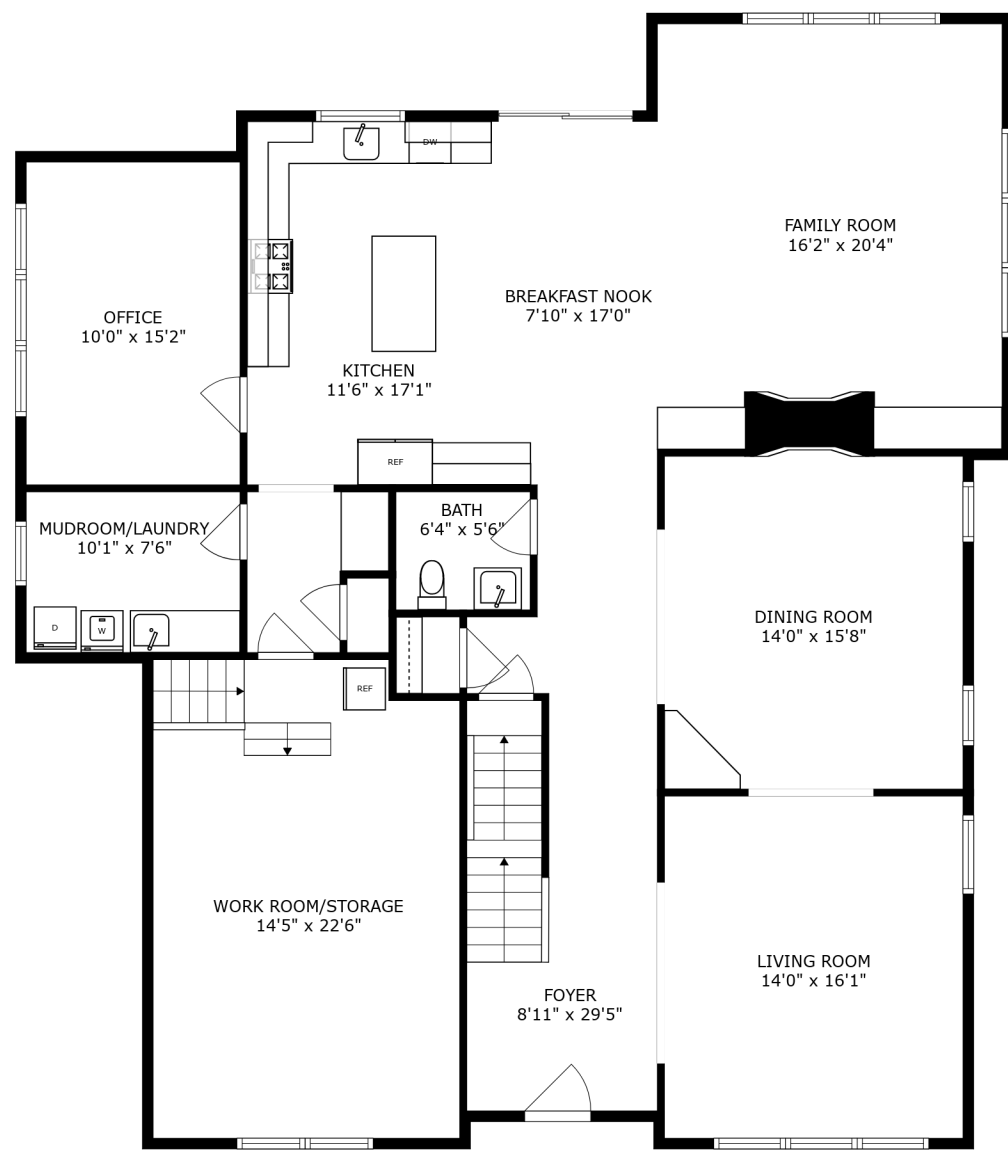 DW
FAMILY ROOM
16'2" x 20'4"
BREAKFAST NOOK
7'10" x 17'0"
OFFICE
10'0" x 15'2"
KITCHEN
11'6" x 17'1"
REF
MUDROOM/LAUNDRY
10'1" x 7'6"
BATH
6'4" x 5'6"
D
W
DINING ROOM
14'0" x 15'8"
REF
WORK ROOM/STORAGE
14'5" x 22'6"
LIVING ROOM
14'0" x 16'1"
FOYER
8'11" x 29'5"